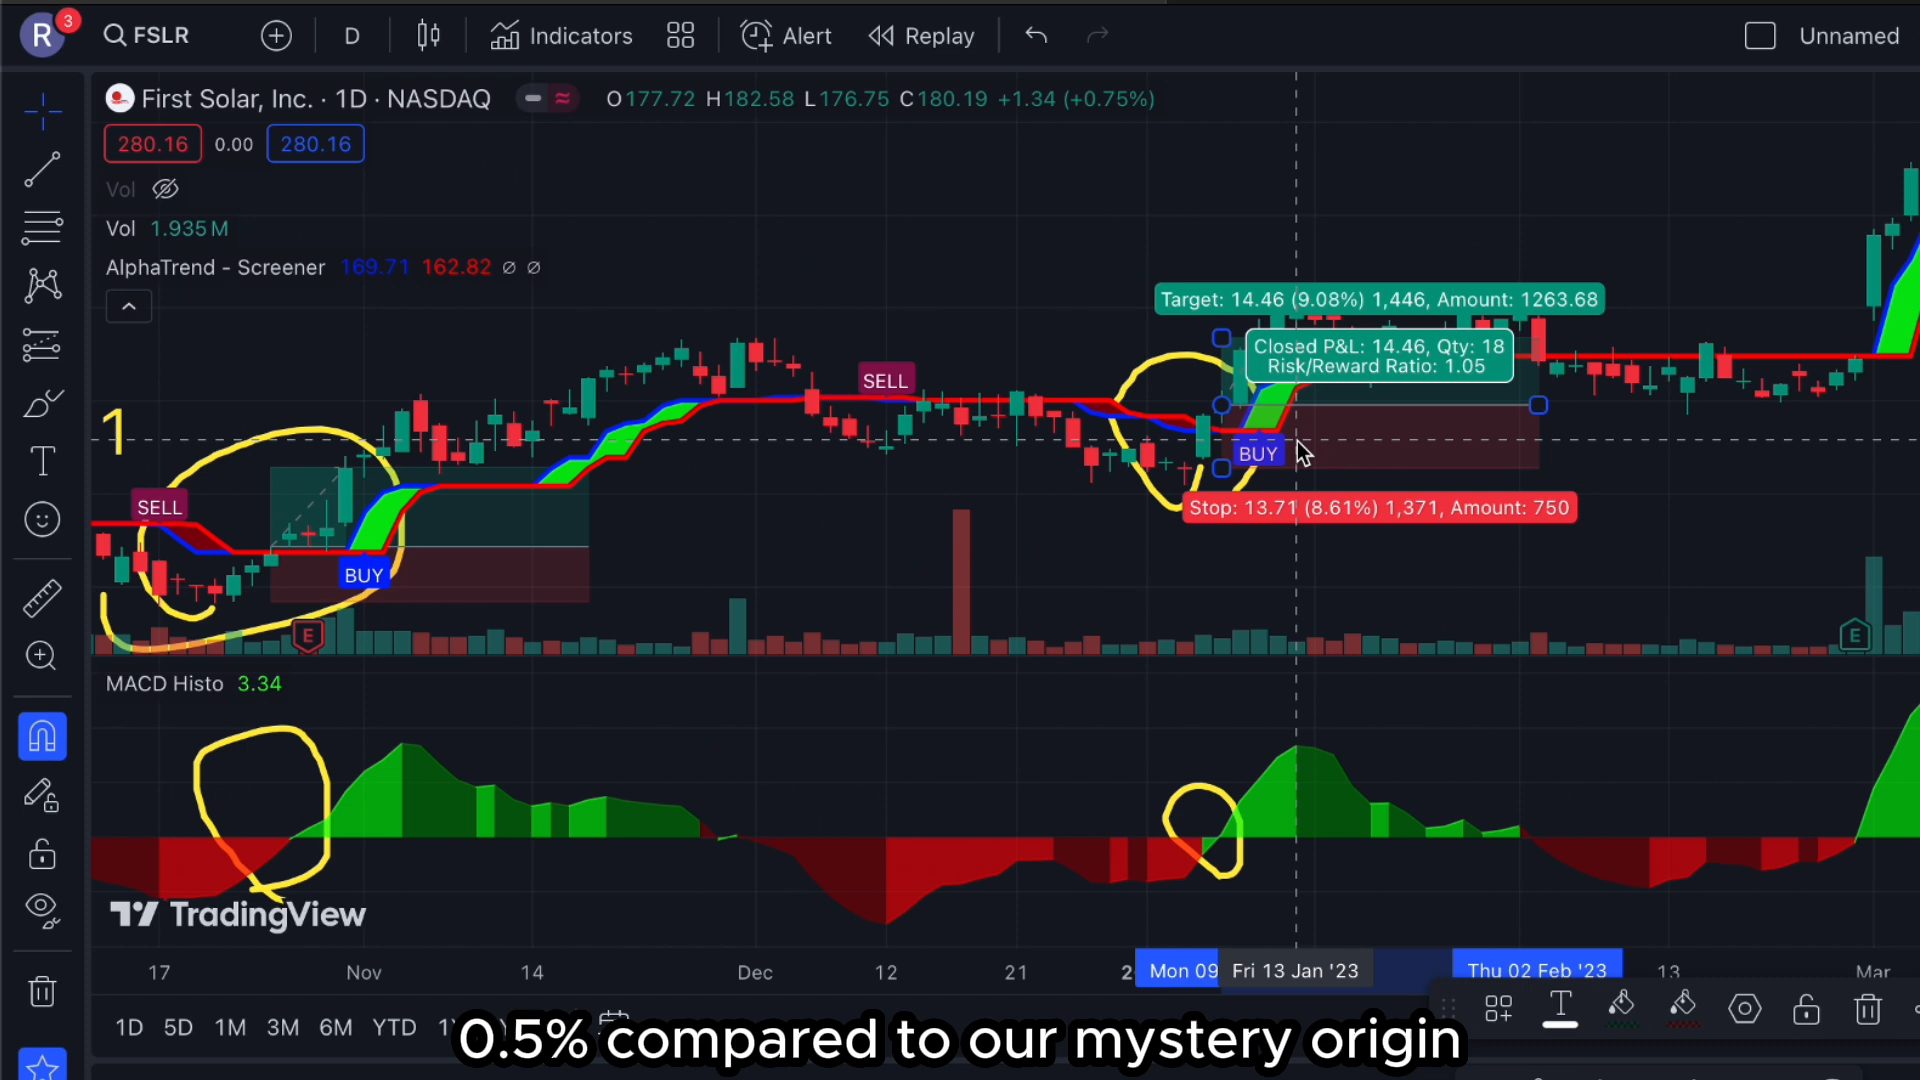 R 3 FSLR D Indicators Alert Replay Unnamed
First Solar, Inc. · 1D · NASDAQ O177.72 H182.58 L176.75 C180.19 +1.34 (+0.75%)
280.16 0.00 280.16
Vol
Vol 1.935M
AlphaTrend - Screener 169.71 162.82 ∅ ∅
Target: 14.46 (9.08%) 1,446, Amount: 1263.68
Closed P&L: 14.46, Qty: 18
Risk/Reward Ratio: 1.05
SELL
1
BUY
SELL
Stop: 13.71 (8.61%) 1,371, Amount: 750
BUY
E
E
MACD Histo 3.34
TradingView
17 Nov 14 Dec 12 21 2 Mon 09 Fri 13 Jan '23 Thu 02 Feb '23 13 Mar
1D 5D 1M 3M 6M YTD
0.5% compared to our mystery origin